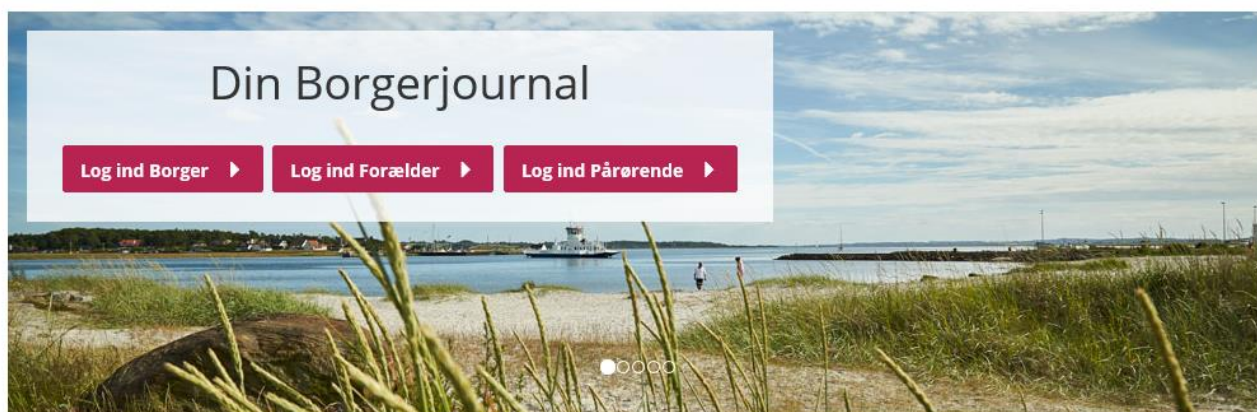 Din Borgerjournal
Log ind Borger
Log ind Forælder
Log ind Pårørende